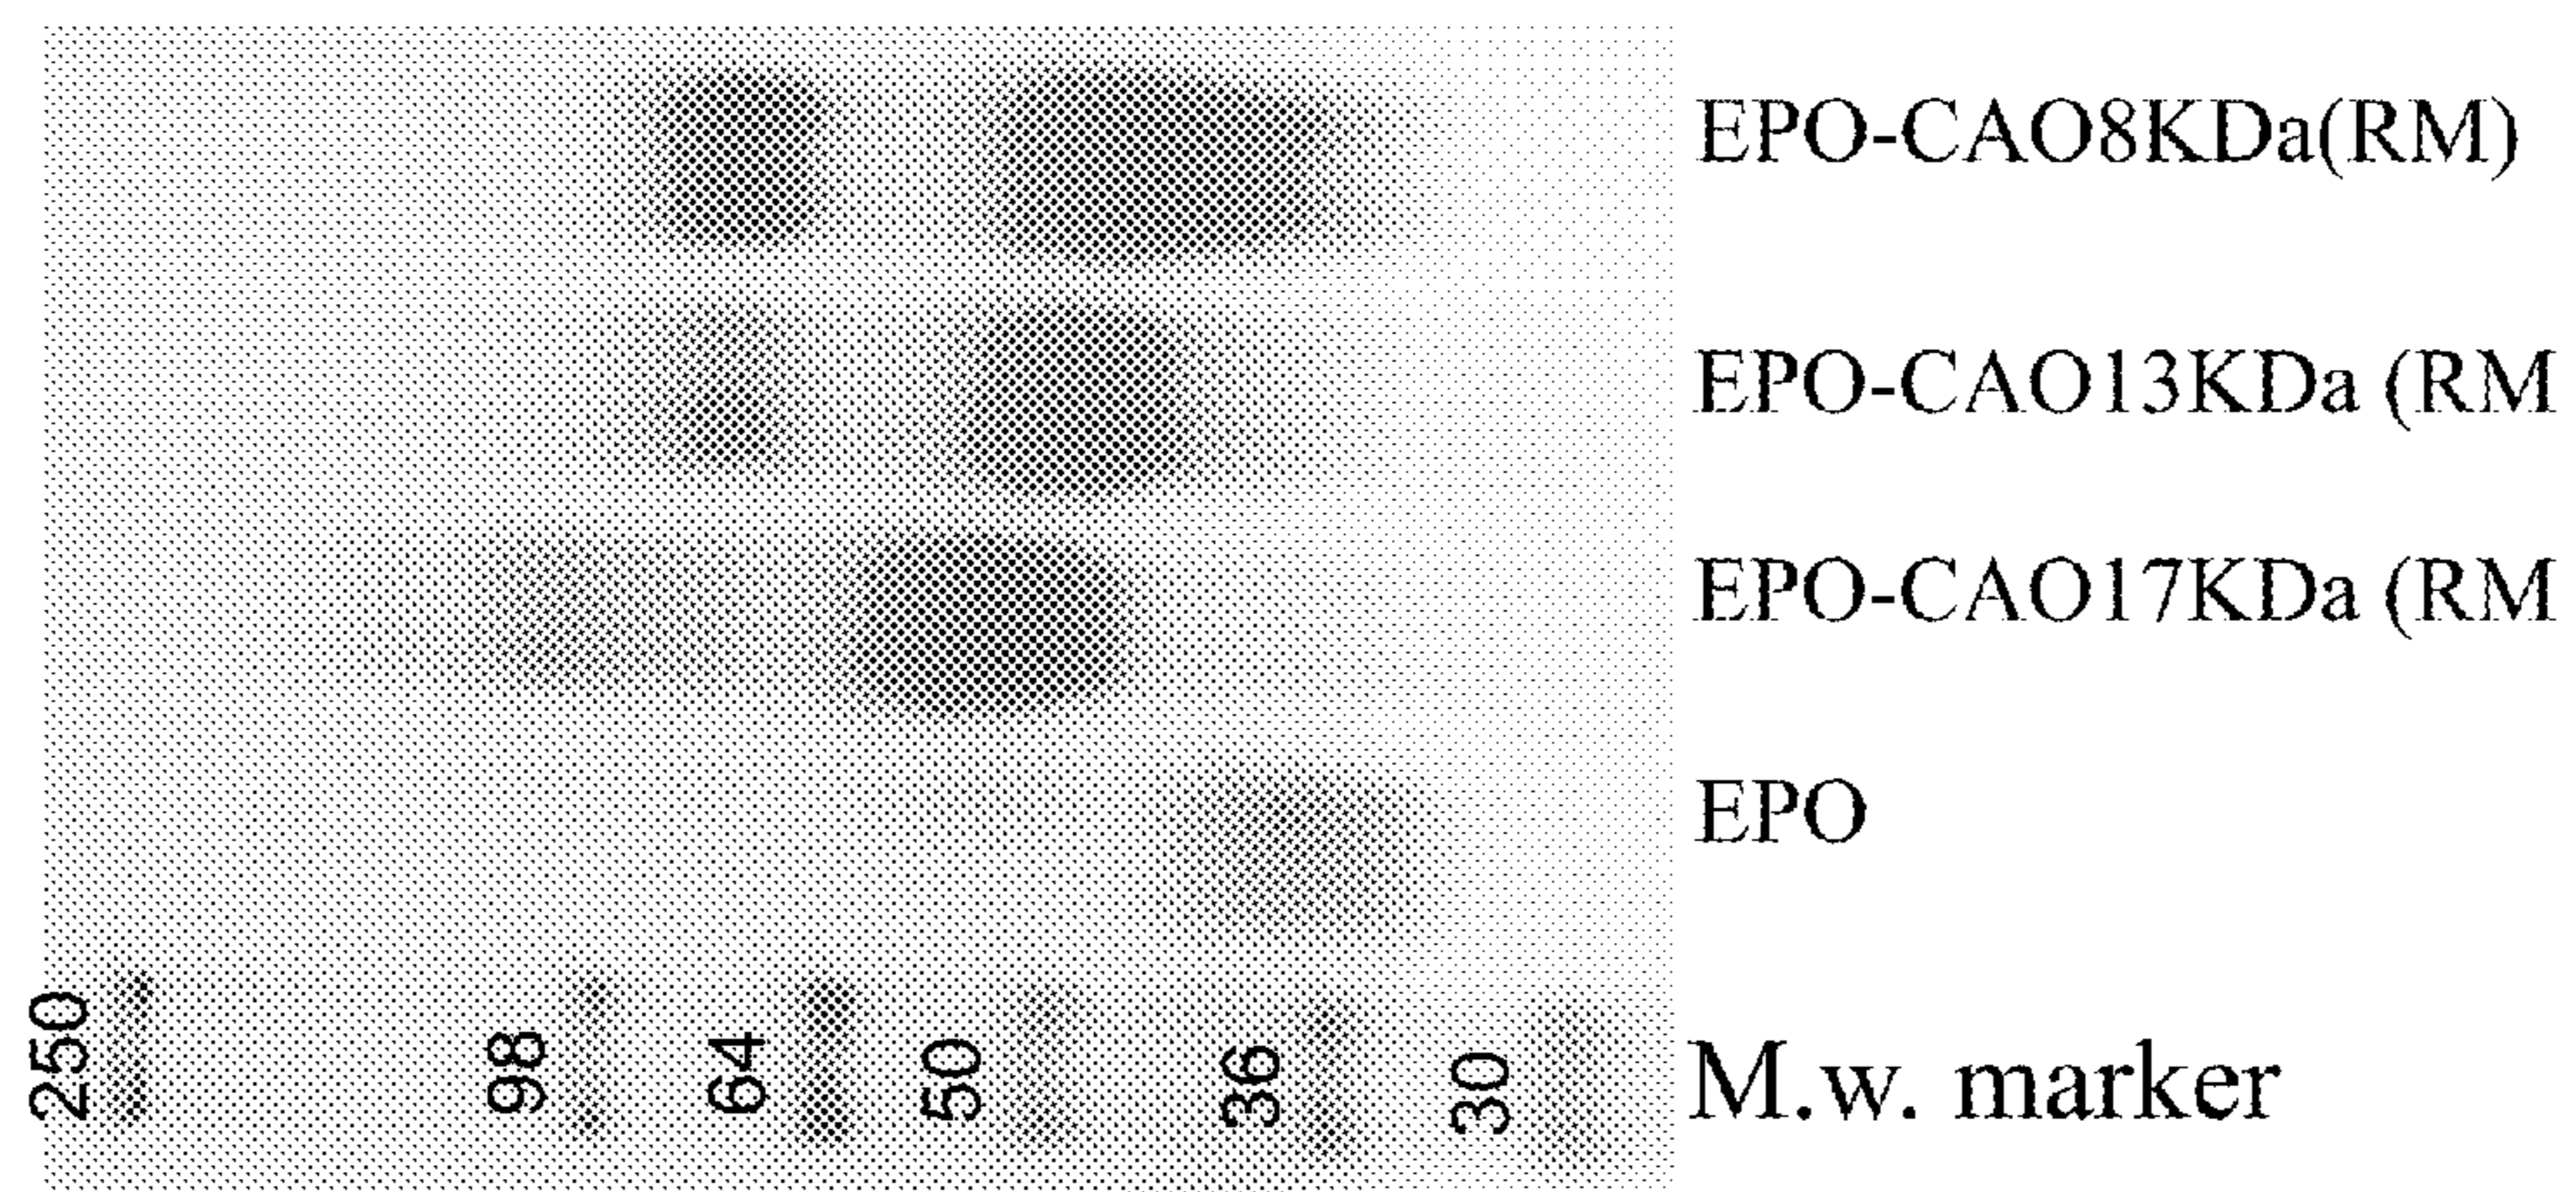 EPO-CAO8KDa(RM)
EPO-CAO13KDa (RM
EPO-CAO17KDa (RM
EPO
250 98 64 50 36 30 M.w. marker